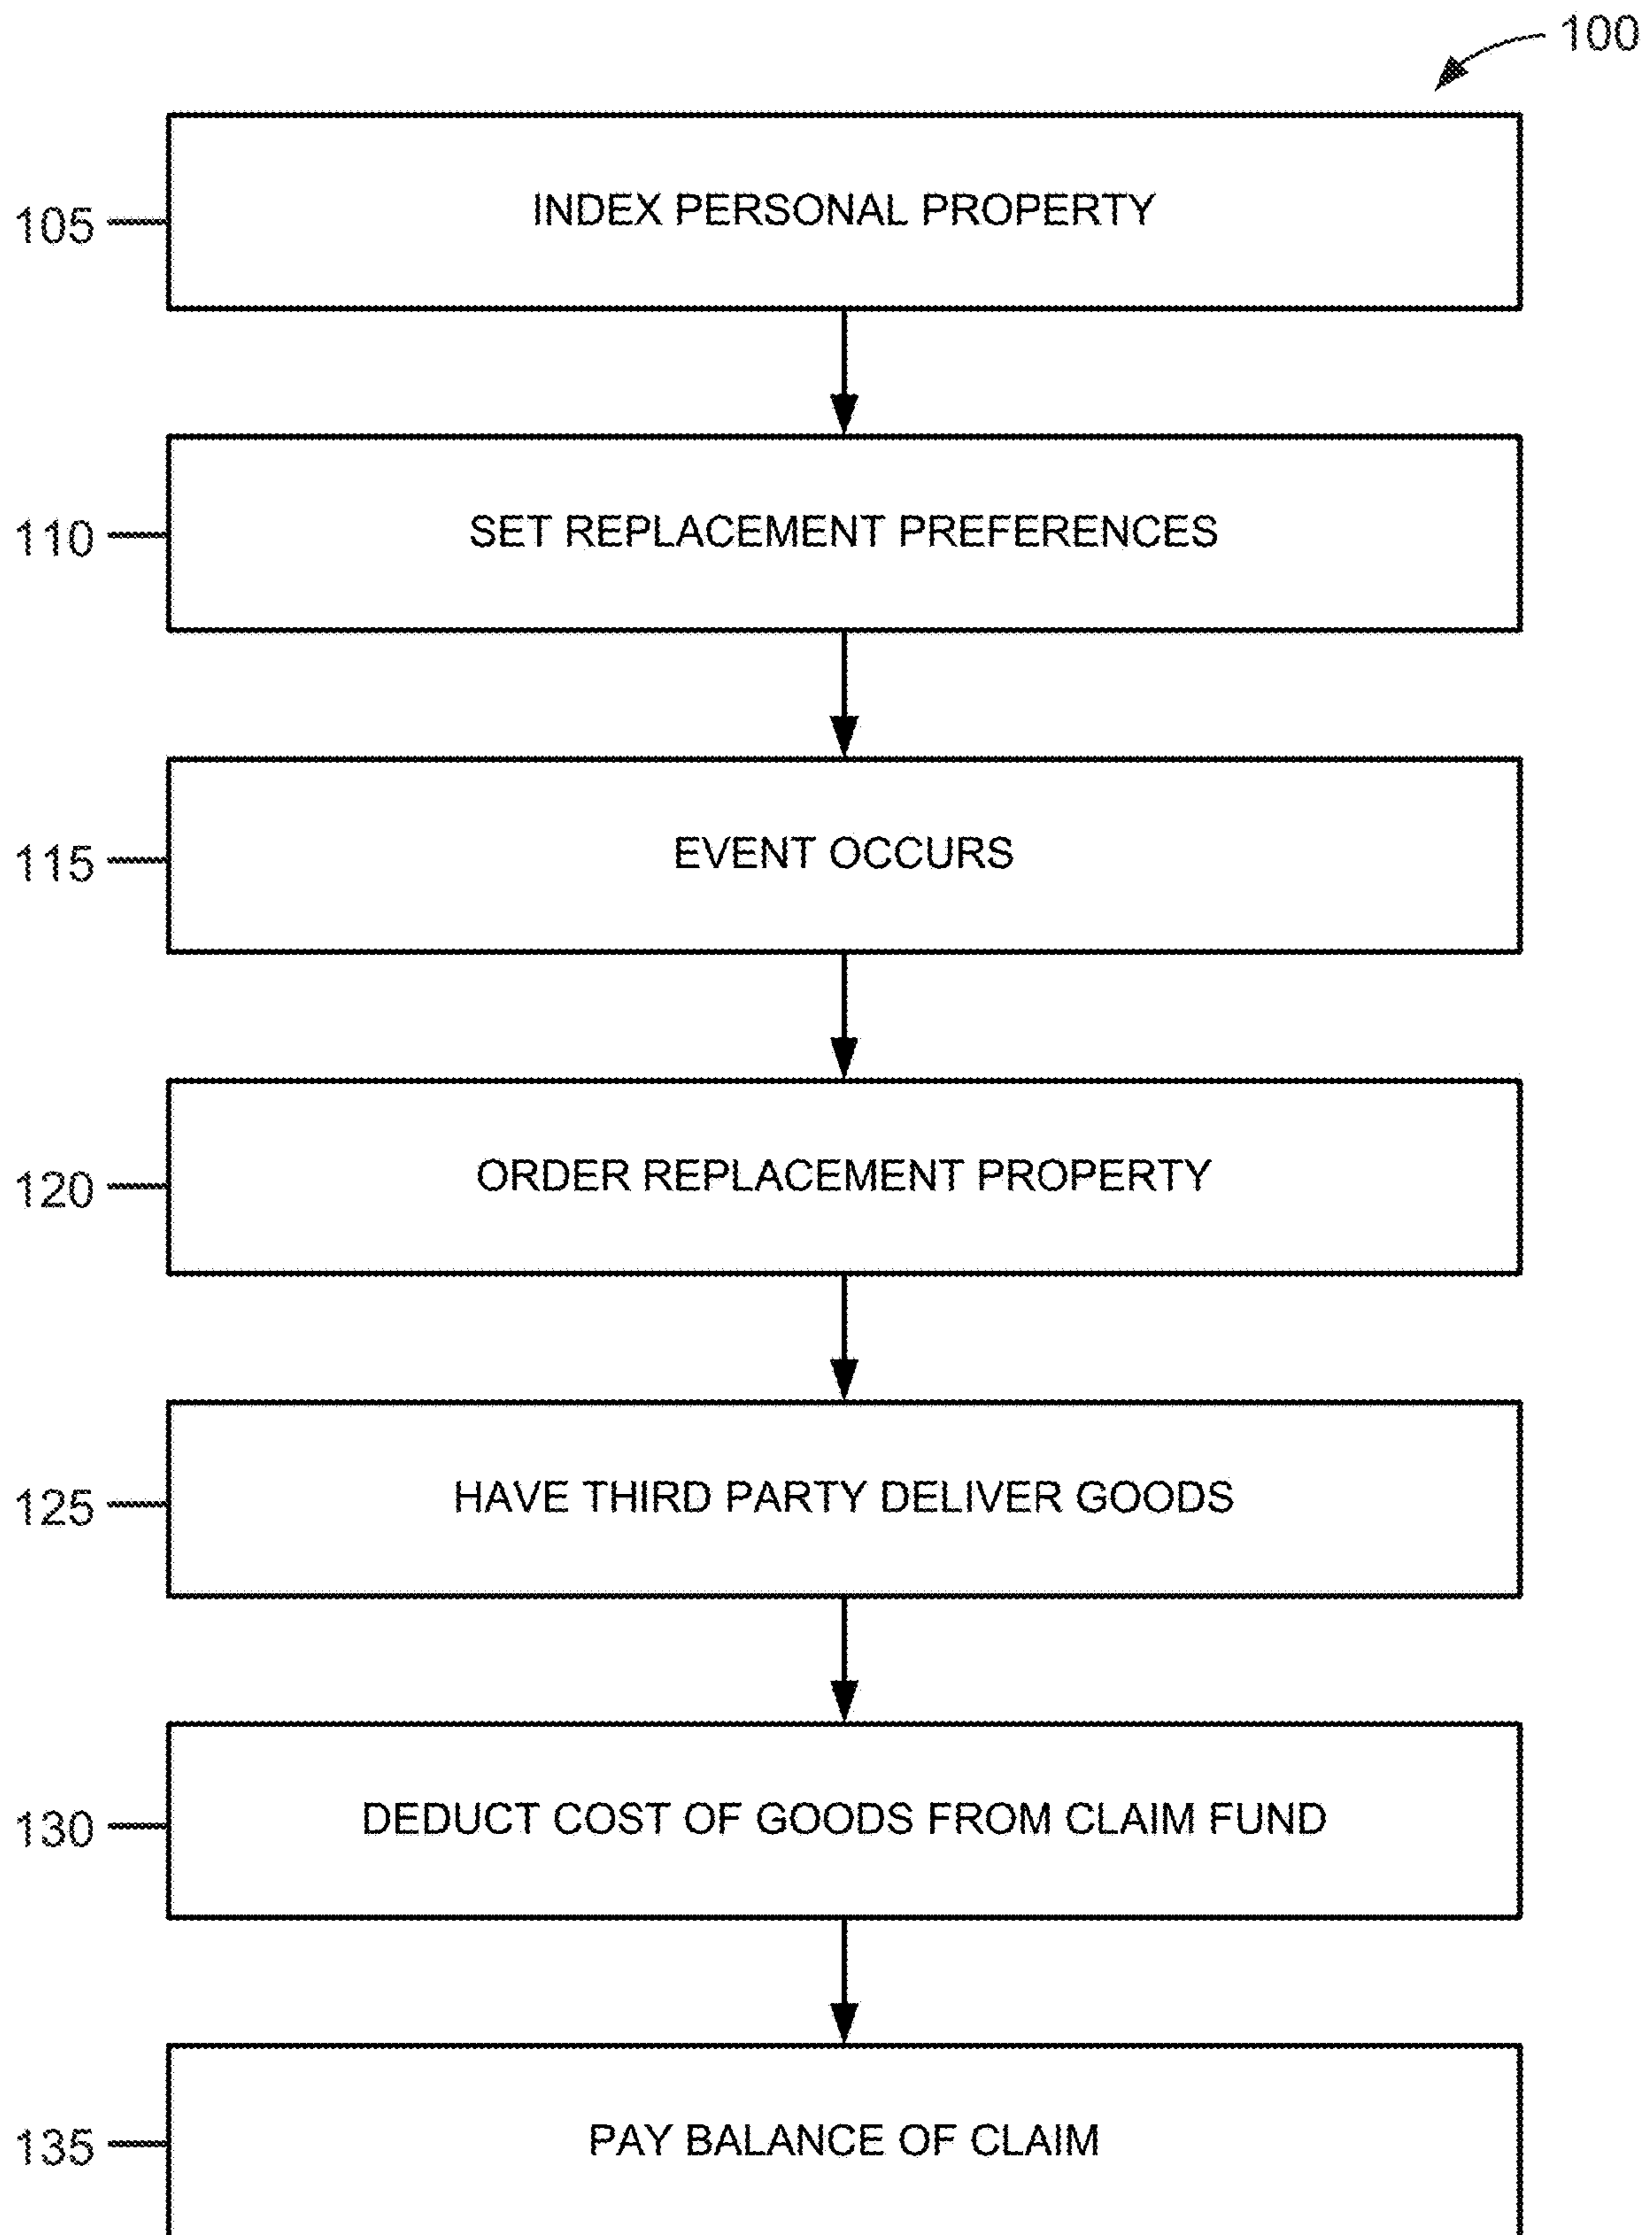 100
105 INDEX PERSONAL PROPERTY
110 SET REPLACEMENT PREFERENCES
115 EVENT OCCURS
120 ORDER REPLACEMENT PROPERTY
125 HAVE THIRD PARTY DELIVER GOODS
130 DEDUCT COST OF GOODS FROM CLAIM FUND
135 PAY BALANCE OF CLAIM